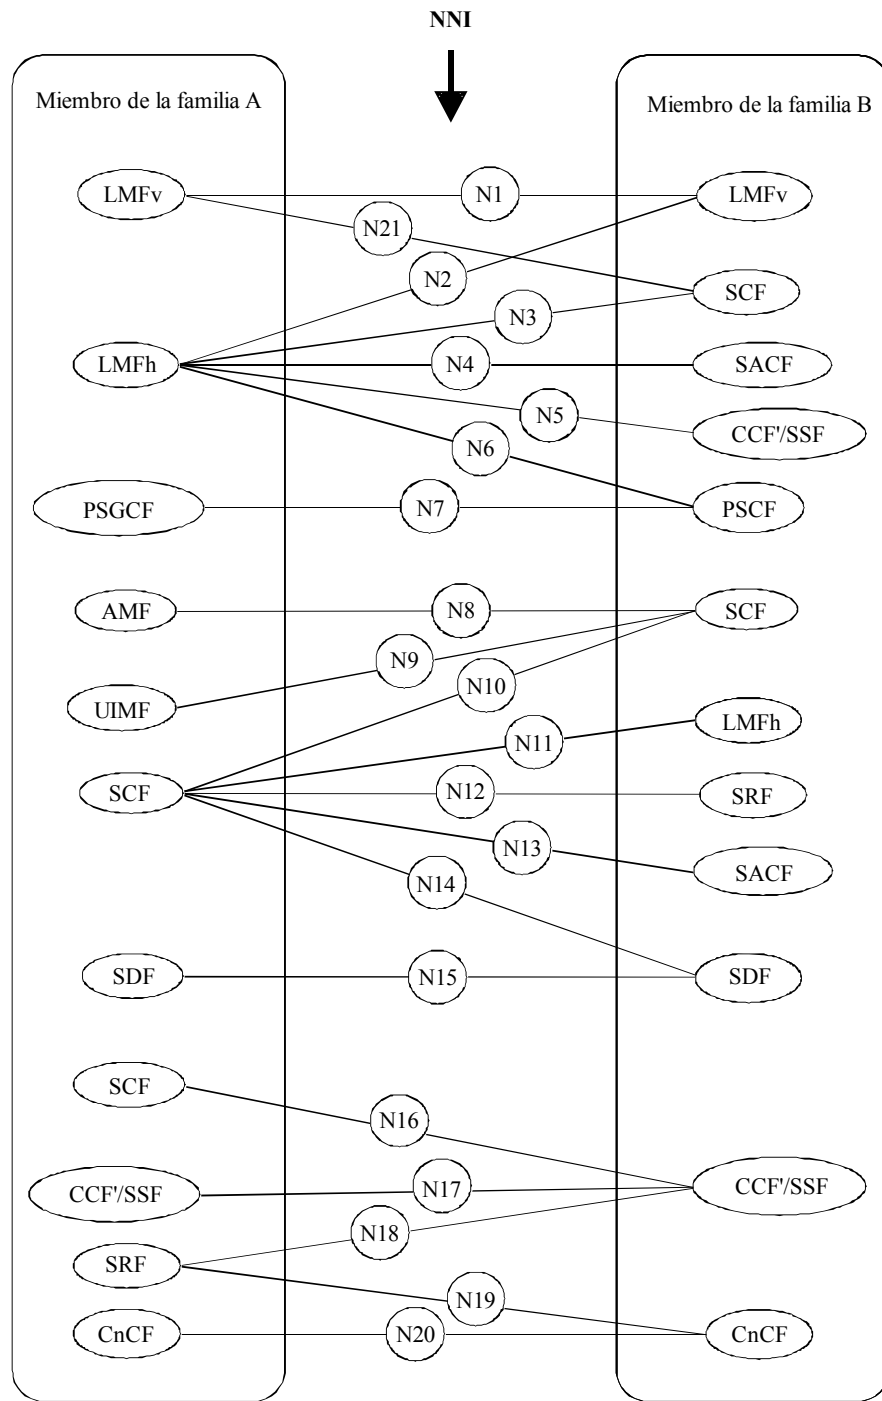 NNI
Miembro de la familia A
Miembro de la familia B
LMFv
N1
LMFv
N21
N2
SCF
N3
LMFh
N4
SACF
N5
CCF'/SSF
N6
PSGCF
N7
PSCF
AMF
N8
SCF
N9
N10
UIMF
LMFh
N11
SCF
N12
SRF
N13
SACF
N14
SDF
N15
SDF
SCF
N16
CCF'/SSF
N17
CCF'/SSF
N18
SRF
N19
CnCF
N20
CnCF